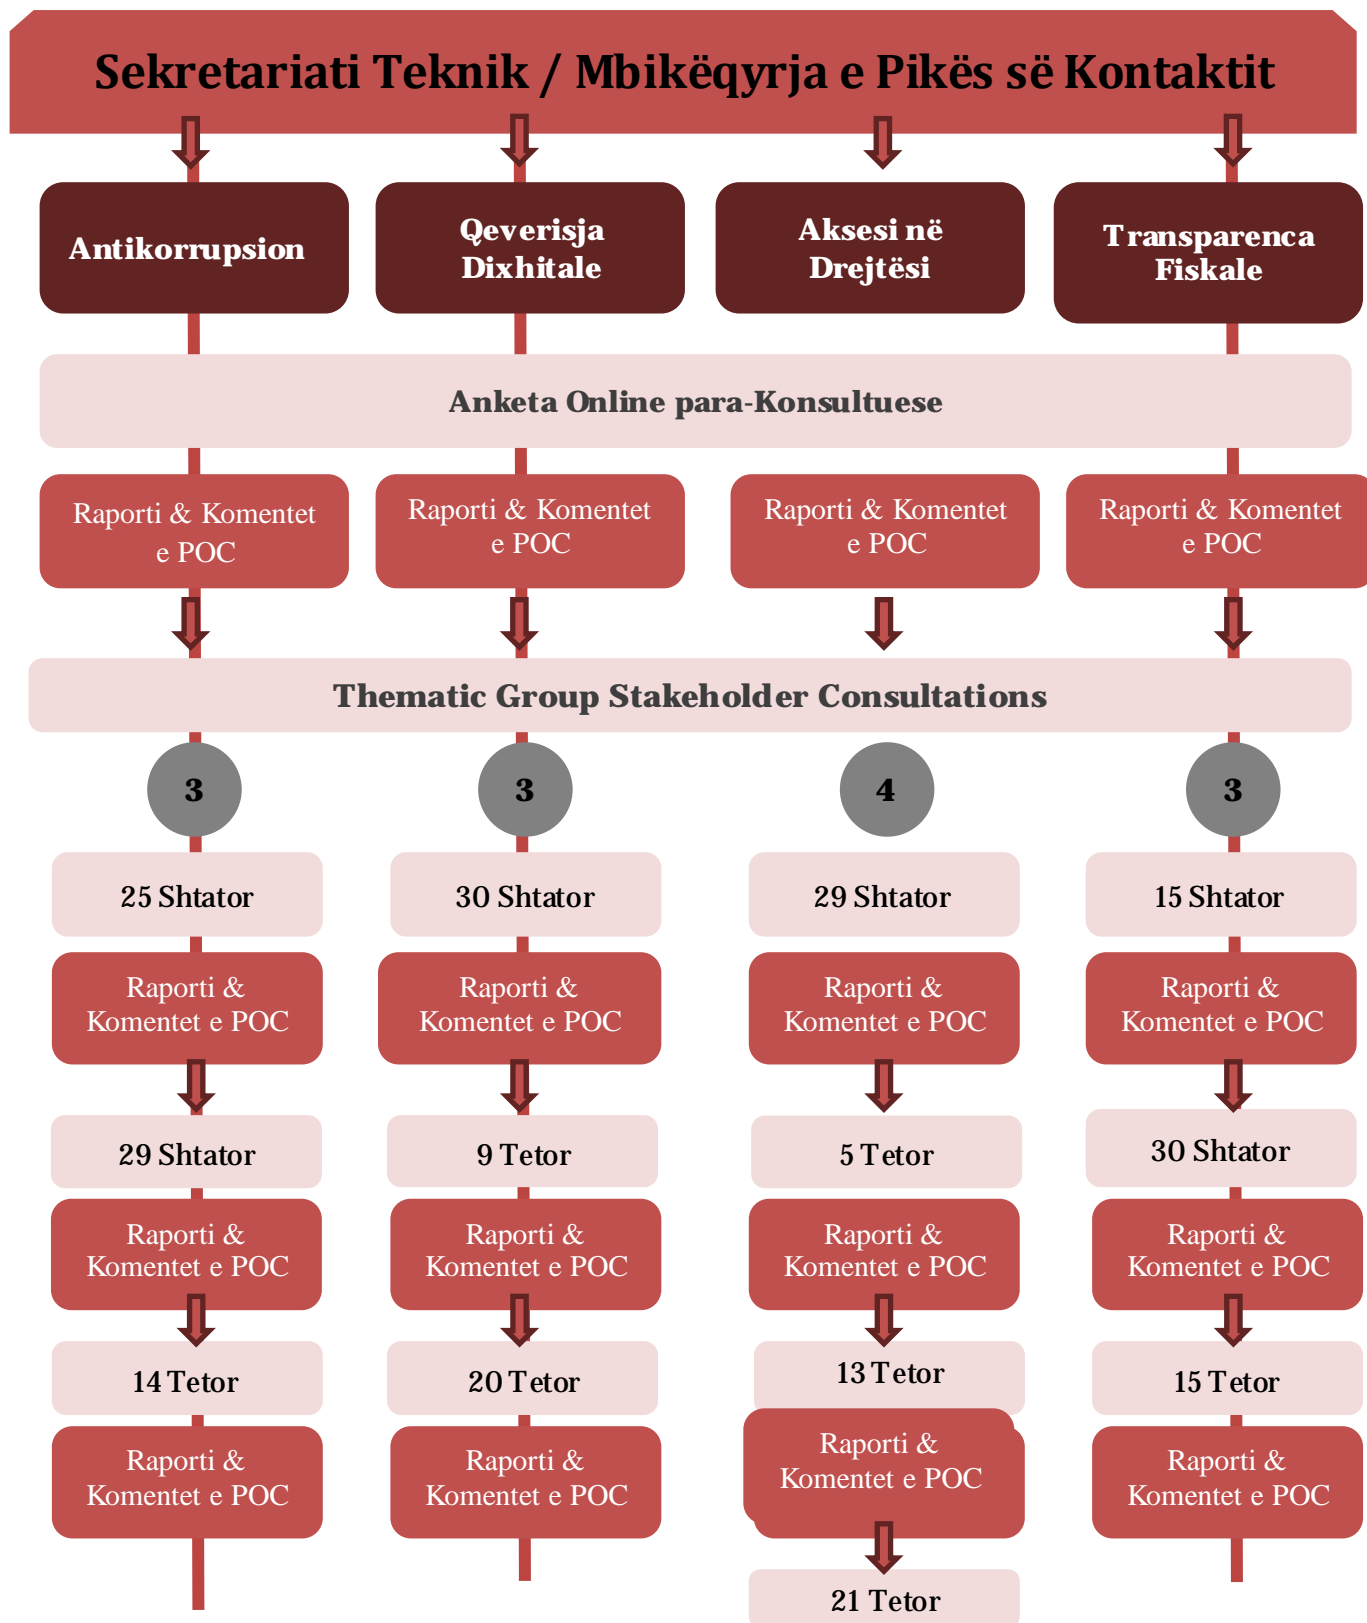 Sekretariati Teknik / Mbikëqyrja e Pikës së Kontaktit
Antikorrupsion
Qeverisja
Dixhitale
Aksesi në
Drejtësi
Transparenca
Fiskale
Anketa Online para-Konsultuese
Raporti & Komentet
e POC
Raporti & Komentet
e POC
Raporti & Komentet
e POC
Raporti & Komentet
e POC
Thematic Group Stakeholder Consultations
3
3
4
3
25 Shtator
30 Shtator
29 Shtator
15 Shtator
Raporti &
Komentet e POC
Raporti &
Komentet e POC
Raporti &
Komentet e POC
Raporti &
Komentet e POC
29 Shtator
9 Tetor
5 Tetor
30 Shtator
Raporti &
Komentet e POC
Raporti &
Komentet e POC
Raporti &
Komentet e POC
Raporti &
Komentet e POC
14 Tetor
20 Tetor
13 Tetor
15 Tetor
Raporti &
Komentet e POC
Raporti &
Komentet e POC
Raporti &
Komentet e POC
Raporti &
Komentet e POC
21 Tetor